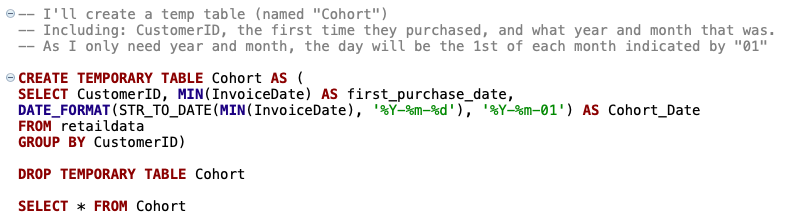 -- I'll create a temp table (named "Cohort")
-- Including: CustomerID, the first time they purchased, and what year and month that was.
-- As I only need year and month, the day will be the 1st of each month indicated by "01"
CREATE TEMPORARY TABLE Cohort AS (
SELECT CustomerID, MIN(InvoiceDate) AS first_purchase_date,
DATE_FORMAT(STR_TO_DATE(MIN(InvoiceDate), '%Y-%m-%d'), '%Y-%m-01') AS Cohort_Date
FROM retaildata
GROUP BY CustomerID)
DROP TEMPORARY TABLE Cohort
SELECT * FROM Cohort